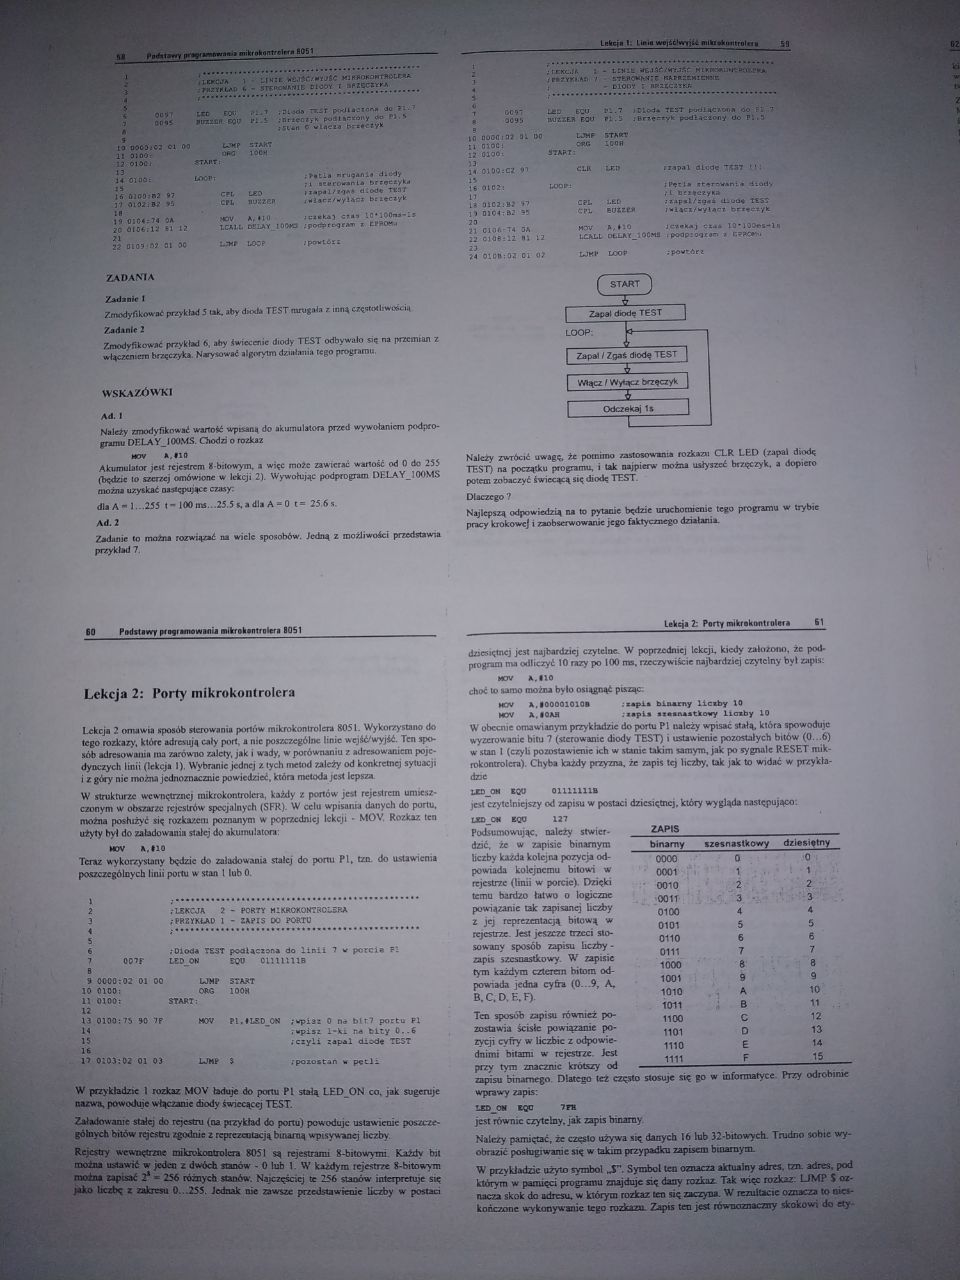 58 Podstawy programowania mikrokontrolera 8051
1 ;****************************************
2 ;LEKCJA 1 - LINIE WEJŚĆ/WYJŚĆ MIKROKONTROLERA
3 ;PRZYKŁAD 6 - STEROWANIE DIODY I BRZĘCZYKA
4 ;****************************************
5
6 0097 LED EQU P1.7 ;Dioda TEST podłączona do P1.7
7 0095 BUZZER EQU P1.5 ;Brzęczyk podłączony do P1.5
8 ;Stan 0 włącza brzęczyk
9
10 0000:02 01 00 LJMP START
11 0100: ORG 100H
12 0100: START:
13
14 0100: LOOP: ;Pętla mrugania diody
15 ;i sterowania brzęczyka
16 0100:B2 97 CPL LED ;zapal/zgaś diodę TEST
17 0102:B2 95 CPL BUZZER ;włącz/wyłącz brzęczyk
18
19 0104:74 0A MOV A,#10 ;czekaj czas 10*100ms=1s
20 0106:12 81 12 LCALL DELAY_100MS ;podprogram z EPROMu
21
22 0109:02 01 00 LJMP LOOP ;powtórz
ZADANIA
Zadanie 1
Zmodyfikować przykład 5 tak, aby dioda TEST mrugała z inną częstotliwością.
Zadanie 2
Zmodyfikować przykład 6, aby świecenie diody TEST odbywało się na przemian z
włączeniem brzęczyka. Narysować algorytm działania tego programu.
WSKAZÓWKI
Ad. 1
Należy zmodyfikować wartość wpisaną do akumulatora przed wywołaniem podpro-
gramu DELAY_100MS. Chodzi o rozkaz
MOV A,#10
Akumulator jest rejestrem 8-bitowym, a więc może zawierać wartość od 0 do 255
(będzie to szerzej omówione w lekcji 2). Wywołując podprogram DELAY_100MS
można uzyskać następujące czasy:
dla A = 1...255 t = 100 ms...25.5 s, a dla A = 0 t = 25.6 s.
Ad. 2
Zadanie to można rozwiązać na wiele sposobów. Jedną z możliwości przedstawia
przykład 7.
Lekcja 1: Linie wejść/wyjść mikrokontrolera 59
1 ;****************************************
2 ;LEKCJA 1 - LINIE WEJŚĆ/WYJŚĆ MIKROKONTROLERA
3 ;PRZYKŁAD 7 - STEROWANIE NAPRZEMIENNE
4 ; - DIODY I BRZĘCZYKA
5 ;****************************************
6
7 0097 LED EQU P1.7 ;Dioda TEST podłączona do P1.7
8 0095 BUZZER EQU P1.5 ;Brzęczyk podłączony do P1.5
9
10 0000:02 01 00 LJMP START
11 0100: ORG 100H
12 0100: START:
13
14 0100:C2 97 CLR LED ;zapal diodę TEST !!!
15
16 0102: LOOP: ;Pętla sterowania diody
17 ;i brzęczyka
18 0102:B2 97 CPL LED ;zapal/zgaś diodę TEST
19 0104:B2 95 CPL BUZZER ;włącz/wyłącz brzęczyk
20
21 0106:74 0A MOV A,#10 ;czekaj czas 10*100ms=1s
22 0108:12 81 12 LCALL DELAY_100MS ;podprogram z EPROMu
23
24 010B:02 01 02 LJMP LOOP ;powtórz
START
Zapal diodę TEST
LOOP:
Zapal / Zgaś diodę TEST
Włącz / Wyłącz brzęczyk
Odczekaj 1s
Należy zwrócić uwagę, że pomimo zastosowania rozkazu CLR LED (zapal diodę
TEST) na początku programu, i tak najpierw można usłyszeć brzęczyk, a dopiero
potem zobaczyć świecącą się diodę TEST.
Dlaczego ?
Najlepszą odpowiedzią na to pytanie będzie uruchomienie tego programu w trybie
pracy krokowej i zaobserwowanie jego faktycznego działania.
60 Podstawy programowania mikrokontrolera 8051
Lekcja 2: Porty mikrokontrolera
Lekcja 2 omawia sposób sterowania portów mikrokontrolera 8051. Wykorzystano do
tego rozkazy, które adresują cały port, a nie poszczególne linie wejść/wyjść. Ten spo-
sób adresowania ma zarówno zalety, jak i wady, w porównaniu z adresowaniem poje-
dynczych linii (lekcja 1). Wybranie jednej z tych metod zależy od konkretnej sytuacji
i z góry nie można jednoznacznie powiedzieć, która metoda jest lepsza.
W strukturze wewnętrznej mikrokontrolera, każdy z portów jest rejestrem umiesz-
czonym w obszarze rejestrów specjalnych (SFR). W celu wpisania danych do portu,
można posłużyć się rozkazem poznanym w poprzedniej lekcji - MOV. Rozkaz ten
użyty był do załadowania stałej do akumulatora:
MOV A,#10
Teraz wykorzystany będzie do załadowania stałej do portu P1, tzn. do ustawienia
poszczególnych linii portu w stan 1 lub 0.
1 ;****************************************
2 ;LEKCJA 2 - PORTY MIKROKONTROLERA
3 ;PRZYKŁAD 1 - ZAPIS DO PORTU
4 ;****************************************
5
6 ;Dioda TEST podłączona do linii 7 w porcie P1
7 007F LED_ON EQU 01111111B
8
9 0000:02 01 00 LJMP START
10 0100: ORG 100H
11 0100: START:
12
13 0100:75 90 7F MOV P1,#LED_ON ;wpisz 0 na bit7 portu P1
14 ;wpisz 1-ki na bity 0..6
15 ;czyli zapal diodę TEST
16
17 0103:02 01 03 LJMP $ ;pozostań w pętli
W przykładzie 1 rozkaz MOV ładuje do portu P1 stałą LED_ON co, jak sugeruje
nazwa, powoduje włączanie diody świecącej TEST.
Załadowanie stałej do rejestru (na przykład do portu) powoduje ustawienie poszcze-
gólnych bitów rejestru zgodnie z reprezentacją binarną wpisywanej liczby.
Rejestry wewnętrzne mikrokontrolera 8051 są rejestrami 8-bitowymi. Każdy bit
można ustawić w jeden z dwóch stanów - 0 lub 1. W każdym rejestrze 8-bitowym
można zapisać 2⁸ = 256 różnych stanów. Najczęściej te 256 stanów interpretuje się
jako liczbę z zakresu 0...255. Jednak nie zawsze przedstawienie liczby w postaci
Lekcja 2: Porty mikrokontrolera 61
dziesiętnej jest najbardziej czytelne. W poprzedniej lekcji, kiedy założono, że pod-
program ma odliczyć 10 razy po 100 ms, rzeczywiście najbardziej czytelny był zapis:
MOV A,#10
choć to samo można było osiągnąć pisząc:
MOV A,#00001010B ;zapis binarny liczby 10
MOV A,#0AH ;zapis szesnastkowy liczby 10
W obecnie omawianym przykładzie do portu P1 należy wpisać stałą, która spowoduje
wyzerowanie bitu 7 (sterowanie diody TEST) i ustawienie pozostałych bitów (0...6)
w stan 1 (czyli pozostawienie ich w stanie takim samym, jak po sygnale RESET mik-
rokontrolera). Chyba każdy przyzna, że zapis tej liczby, tak jak to widać w przykła-
dzie
LED_ON EQU 01111111B
jest czytelniejszy od zapisu w postaci dziesiętnej, który wygląda następująco:
LED_ON EQU 127
Podsumowując, należy stwier-
dzić, że w zapisie binarnym
liczby każda kolejna pozycja od-
powiada kolejnemu bitowi w
rejestrze (linii w porcie). Dzięki
temu bardzo łatwo o logiczne
powiązanie tak zapisanej liczby
z jej reprezentacją bitową w
rejestrze. Jest jeszcze trzeci sto-
sowany sposób zapisu liczby -
zapis szesnastkowy. W zapisie
tym każdym czterem bitom od-
powiada jedna cyfra (0...9, A,
B, C, D, E, F).
Ten sposób zapisu również po-
zostawia ścisłe powiązanie po-
zycji cyfry w liczbie z odpowie-
dnimi bitami w rejestrze. Jest
przy tym znacznie krótszy od
ZAPIS
binarny szesnastkowy dziesiętny
0000 0 0
0001 1 1
0010 2 2
0011 3 3
0100 4 4
0101 5 5
0110 6 6
0111 7 7
1000 8 8
1001 9 9
1010 A 10
1011 B 11
1100 C 12
1101 D 13
1110 E 14
1111 F 15
zapisu binarnego. Dlatego też często stosuje się go w informatyce. Przy odrobinie
wprawy zapis:
LED_ON EQU 7FH
jest równie czytelny, jak zapis binarny.
Należy pamiętać, że często używa się danych 16 lub 32-bitowych. Trudno sobie wy-
obrazić posługiwanie się w takim przypadku zapisem binarnym.
W przykładzie użyto symbol „$". Symbol ten oznacza aktualny adres, tzn. adres, pod
którym w pamięci programu znajduje się dany rozkaz. Tak więc rozkaz: LJMP $ oz-
nacza skok do adresu, w którym rozkaz ten się zaczyna. W rezultacie oznacza to nies-
kończone wykonywanie tego rozkazu. Zapis ten jest równoznaczny skokowi do ety-
62